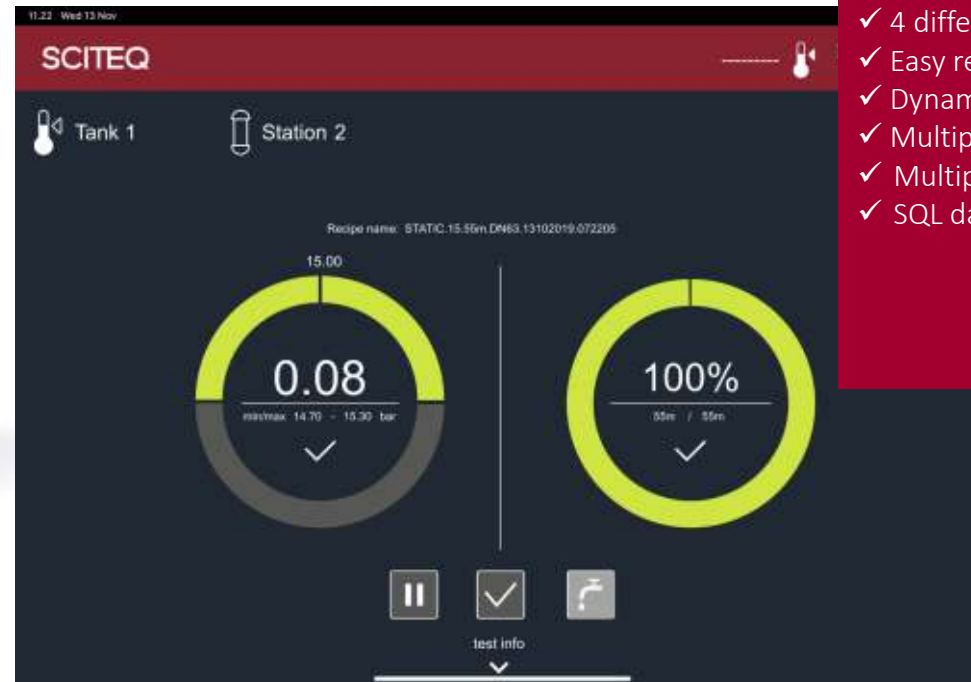 11.22 Wed 13 Nov
SCITEQ
--------
Tank 1
Station 2
Recipe name: STATIC.15.55m.DN63.13102019.072205
15.00
0.08
min/max 14.70 - 15.30 bar
100%
55m / 55m
test info
✓ 4 diffe
✓ Easy re
✓ Dynam
✓ Multip
✓ Multip
✓ SQL da